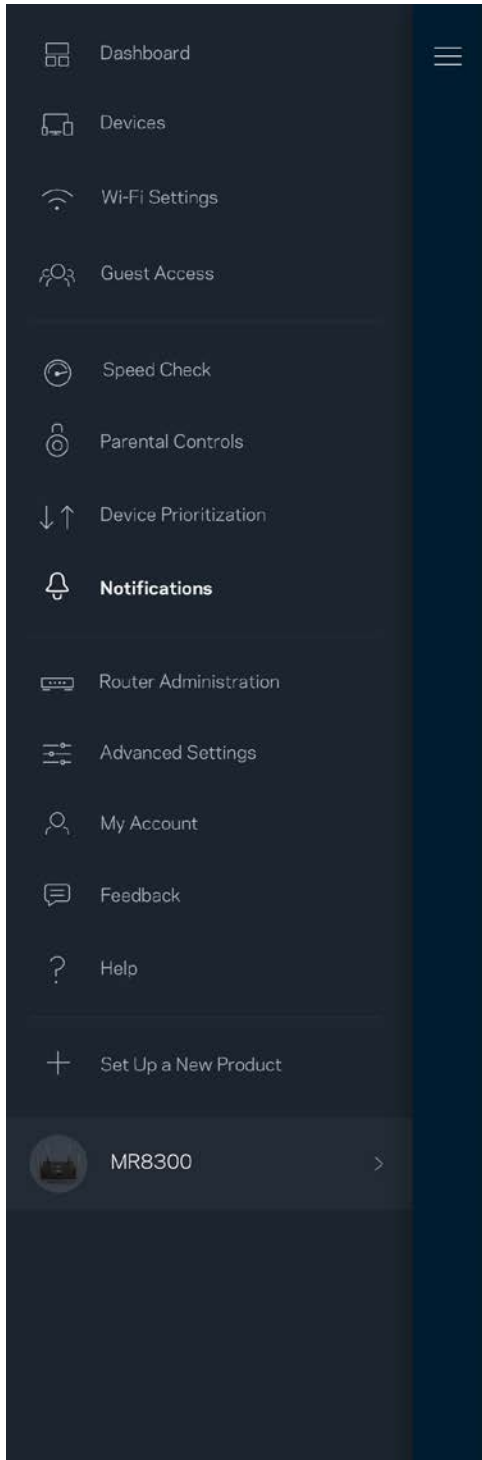 Dashboard
Devices
Wi-Fi Settings
Guest Access
Speed Check
Parental Controls
Device Prioritization
Notifications
Router Administration
Advanced Settings
My Account
Feedback
Help
Set Up a New Product
MR8300